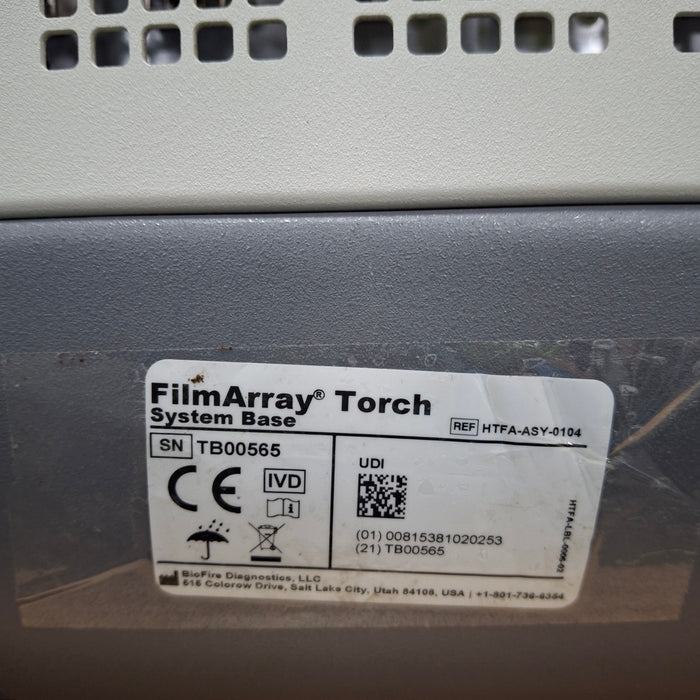 FilmArray® Torch
System Base
REF HTFA-ASY-0104
SN TB00565
CE IVD
i
UDI
(01) 00815381020253
(21) TB00565
HTFA-LBL-0006-02
BioFire Diagnostics, LLC
515 Colorow Drive, Salt Lake City, Utah 84108, USA | +1-801-736-6354